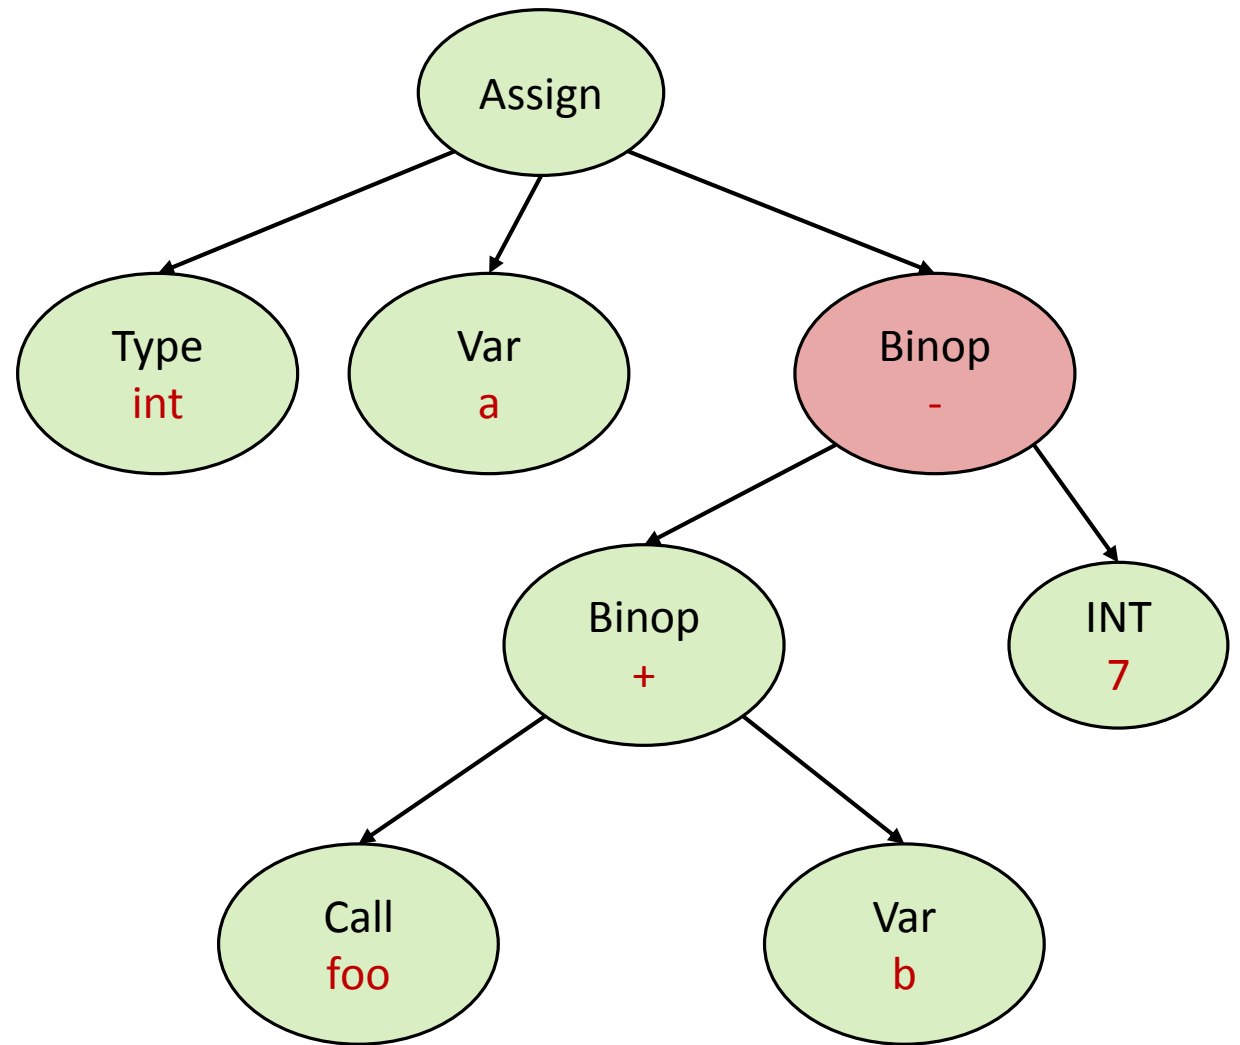 Assign
Type
int
Var
a
Binop
-
Binop
+
INT
7
Call
foo
Var
b